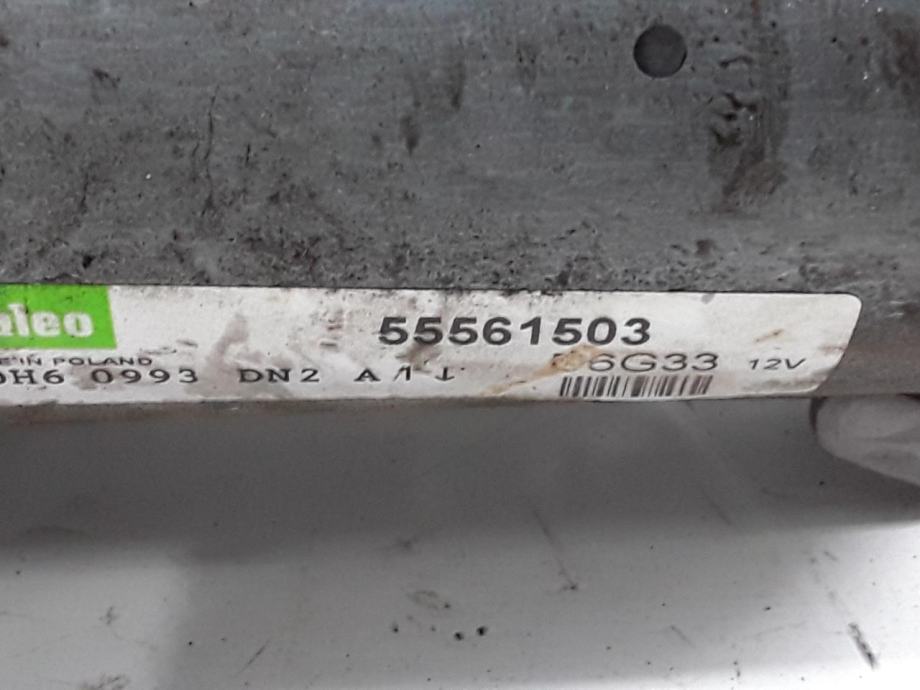 aleo
55561503
6G33 12V
E IN POLAND
0H6 0993 DN2 A